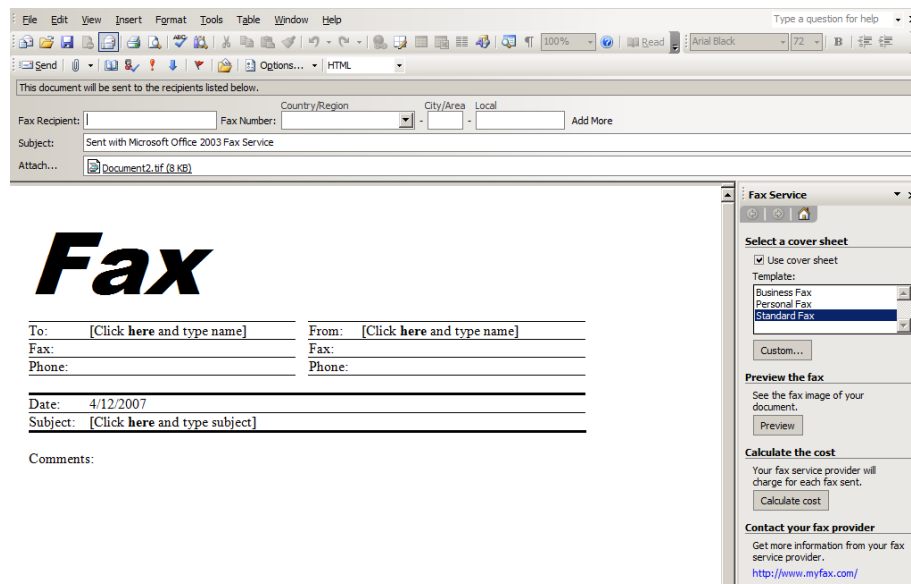 File Edit View Insert Format Tools Table Window Help Type a question for help
100% Read Arial Black 72 B
Send Options... HTML
This document will be sent to the recipients listed below.
Country/Region City/Area Local
Fax Recipient: Fax Number: - - Add More
Subject: Sent with Microsoft Office 2003 Fax Service
Attach... Document2.tif (8 KB)
Fax
To: [Click here and type name] From: [Click here and type name]
Fax: Fax:
Phone: Phone:
Date: 4/12/2007
Subject: [Click here and type subject]
Comments:
Fax Service
Select a cover sheet
Use cover sheet
Template:
Business Fax
Personal Fax
Standard Fax
Custom...
Preview the fax
See the fax image of your
document.
Preview
Calculate the cost
Your fax service provider will
charge for each fax sent.
Calculate cost
Contact your fax provider
Get more information from your fax
service provider.
http://www.myfax.com/